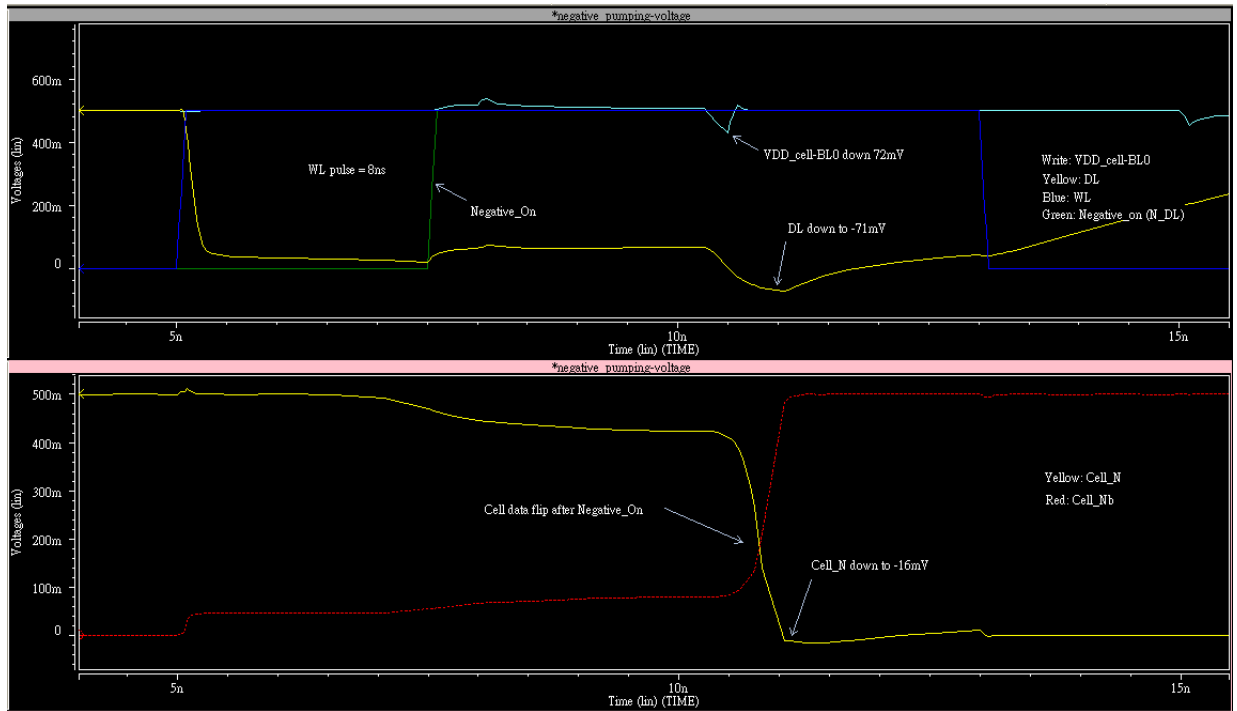 *negative_pumping-voltage
Voltages (lin)
600m
400m
200m
0
WL pulse = 8ns
Negative_On
VDD_cell-BL0 down 72mV
DL down to -71mV
Write: VDD_cell-BL0
Yellow: DL
Blue: WL
Green: Negative_on (N_DL)
5n
10n
15n
Time (lin) (TIME)
*negative_pumping-voltage
Voltages (lin)
500m
400m
300m
200m
100m
0
Cell data flip after Negative_On
Cell_N down to -16mV
Yellow: Cell_N
Red: Cell_Nb
5n
10n
15n
Time (lin) (TIME)